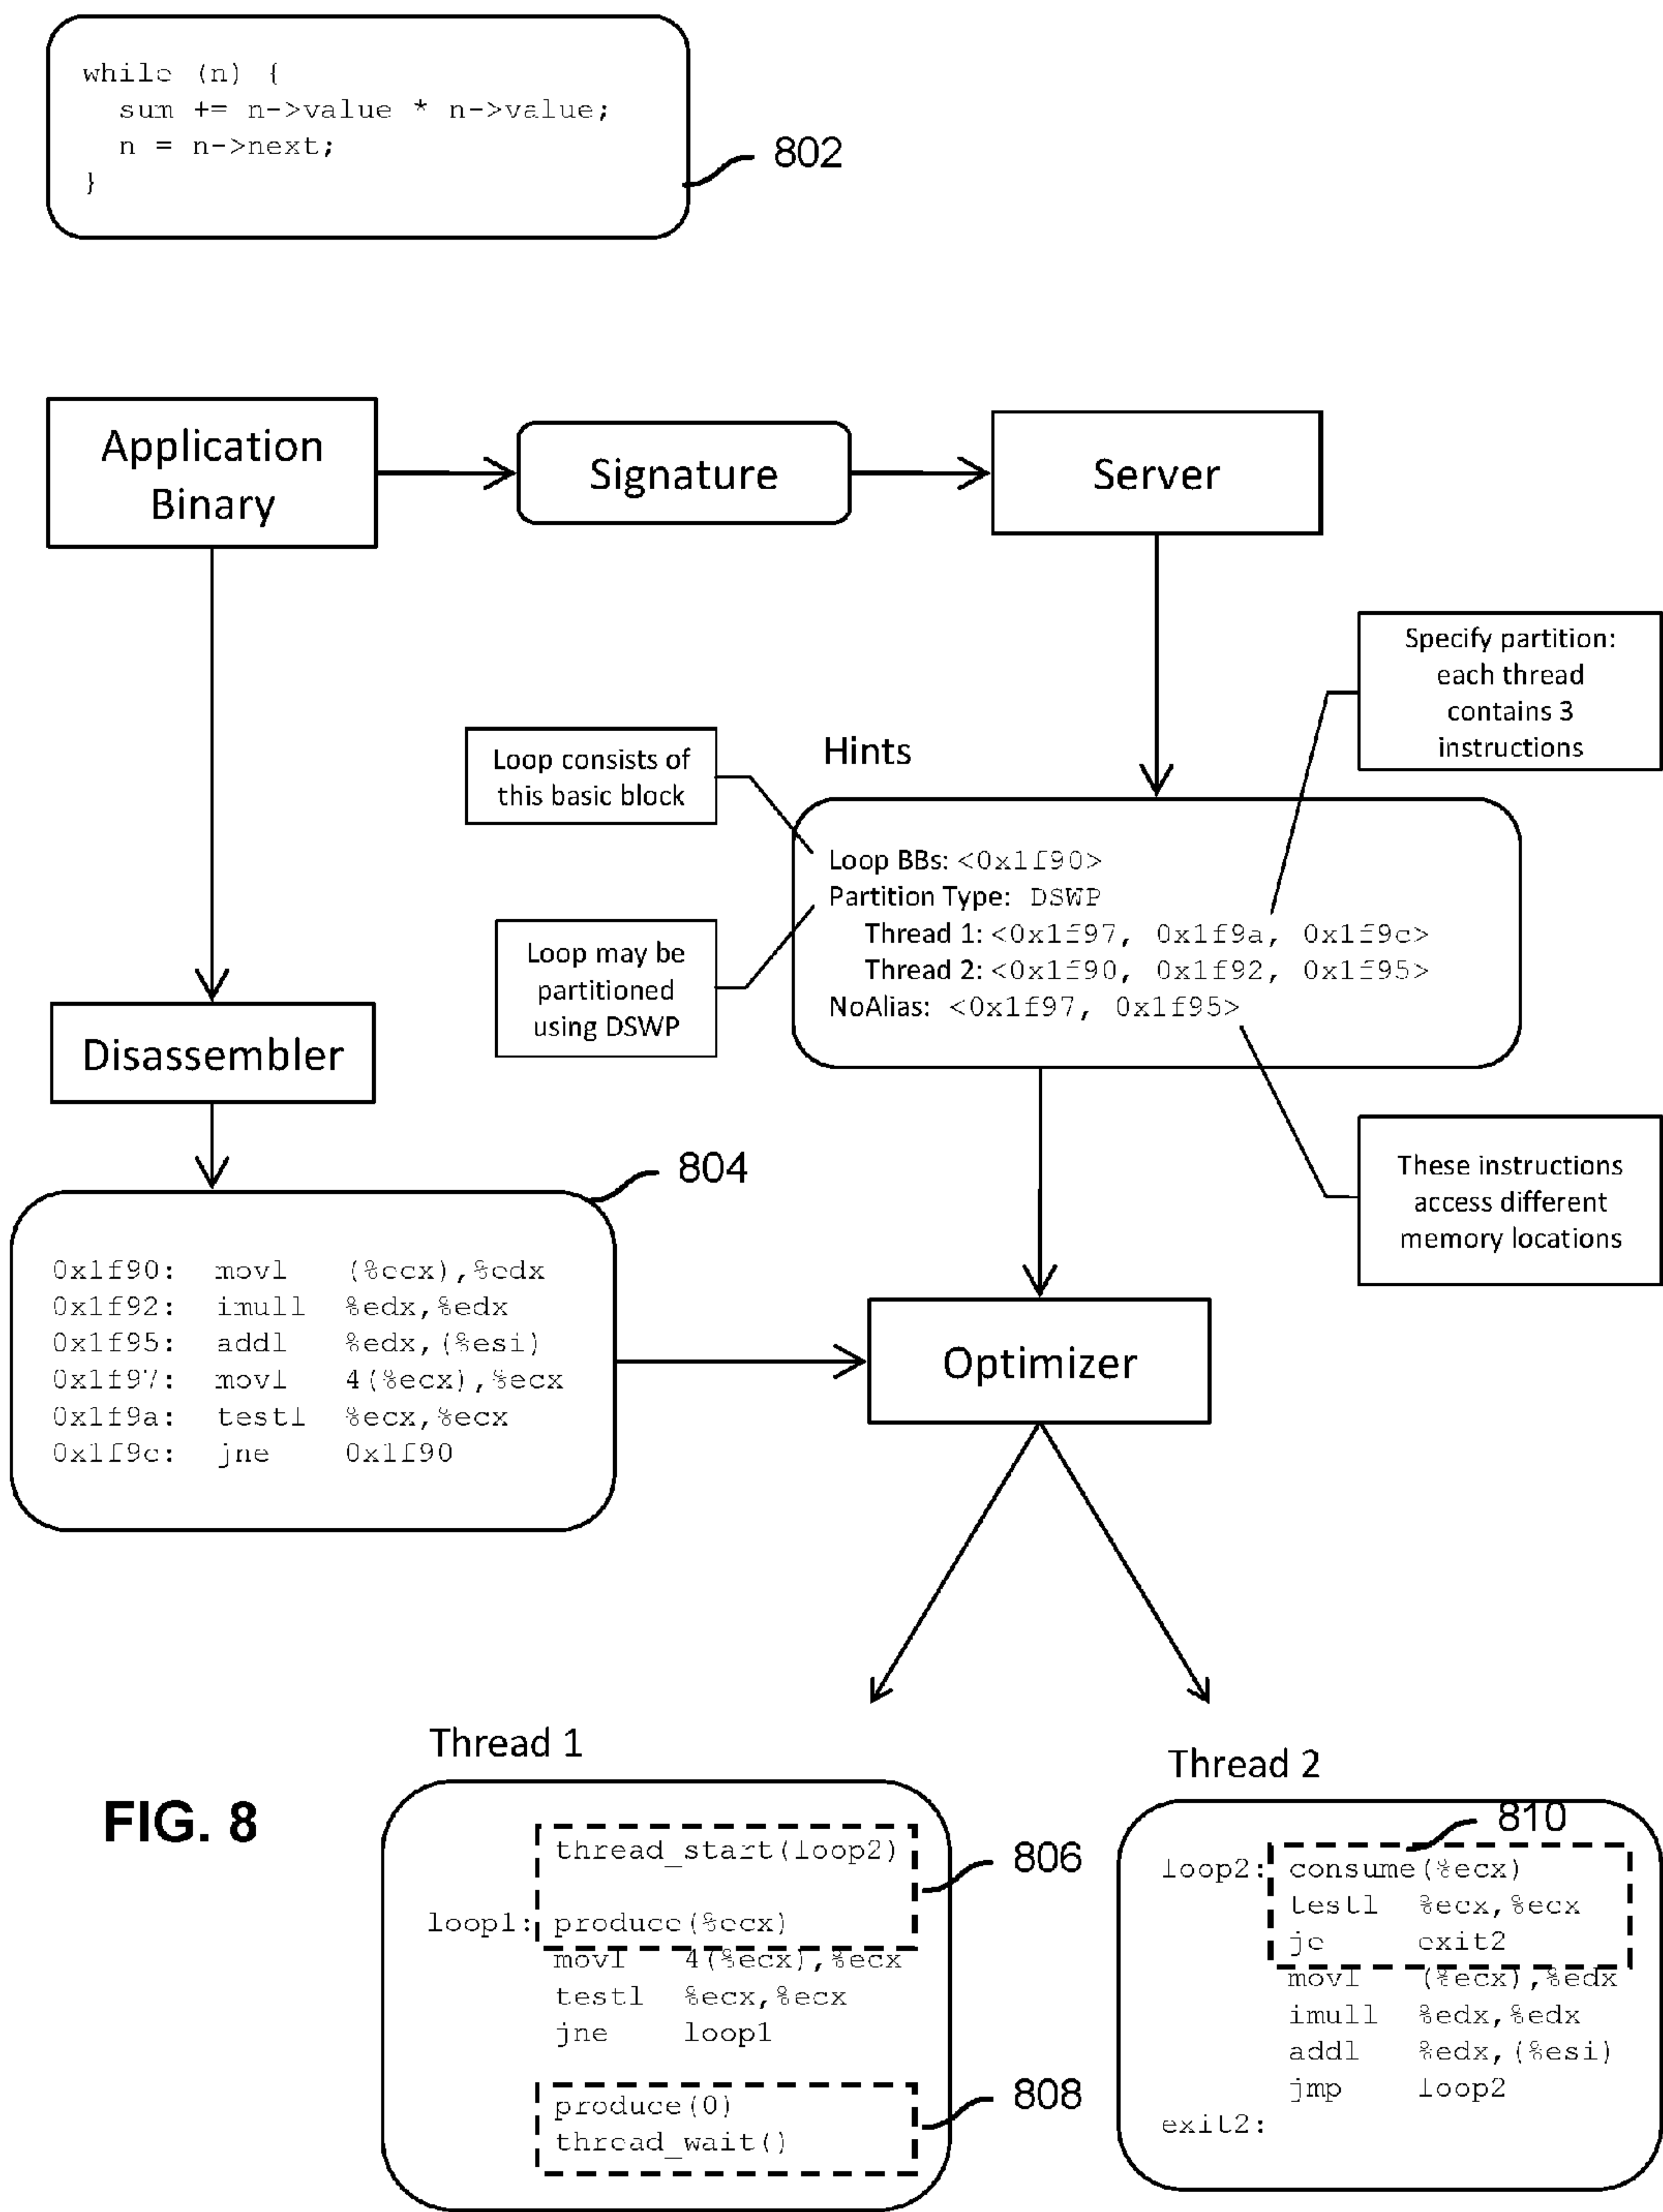 while (n) {
sum += n->value * n->value;
n = n->next;
}
802
Application
Binary
Signature
Server
Specify partition:
each thread
contains 3
instructions
Loop consists of
this basic block
Hints
Loop BBs: <0x1f90>
Partition Type: DSWP
Thread 1: <0x1f97, 0x1f9a, 0x1f9c>
Thread 2: <0x1f90, 0x1f92, 0x1f95>
NoAlias: <0x1f97, 0x1f95>
Loop may be
partitioned
using DSWP
Disassembler
These instructions
access different
memory locations
804
0x1f90: movl (%ecx),%edx
0x1f92: imull %edx,%edx
0x1f95: addl %edx,(%esi)
0x1f97: movl 4(%ecx),%ecx
0x1f9a: testl %ecx,%ecx
0x1f9c: jne 0x1f90
Optimizer
FIG. 8
Thread 1
thread_start(loop2)
806
loop1: produce(%ecx)
movl 4(%ecx),%ecx
testl %ecx,%ecx
jne loop1
produce(0)
thread_wait()
808
Thread 2
810
loop2: consume(%ecx)
testl %ecx,%ecx
je exit2
movl (%ecx),%edx
imull %edx,%edx
addl %edx,(%esi)
jmp loop2
exit2: